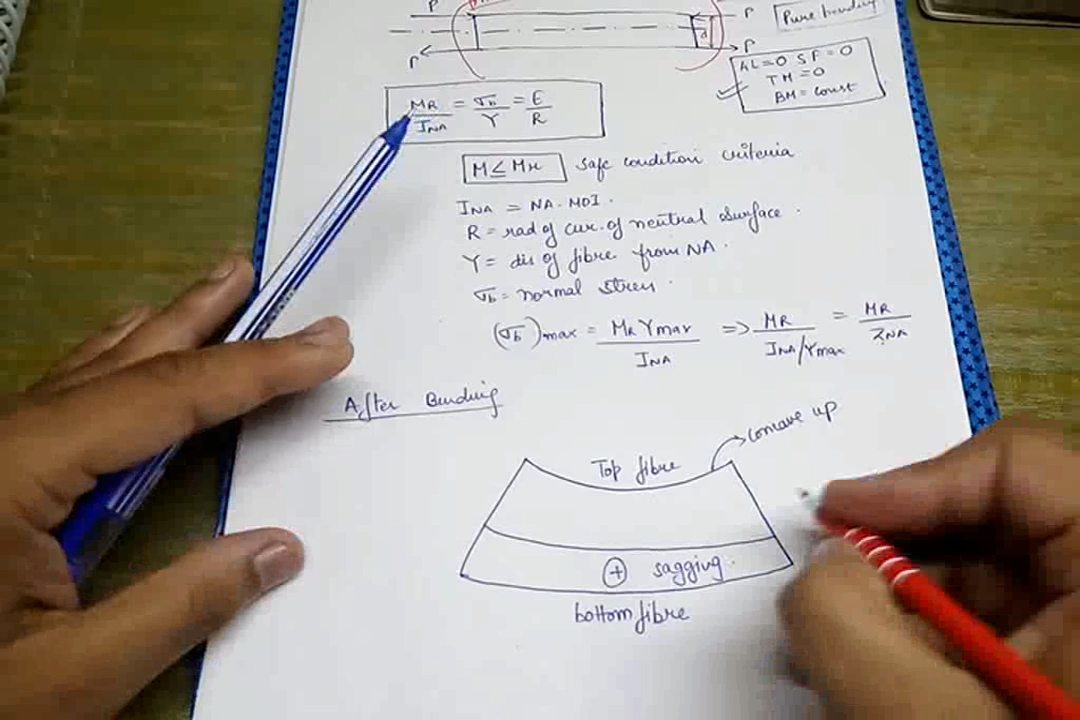 P P
Pure bending
d
P P
AL=0 SF=0
TM=0
BM=const
MR/INA = σb/Y = E/R
M≤MR safe condition criteria
INA = NA.MOI.
R = rad of cur. of neutral surface.
Y = dis of fibre from NA.
σb = normal stress.
(σb)max = MR Ymax/INA => MR/INA/Ymax = MR/ZNA
After Bending
concave up
Top fibre
+ sagging.
bottom fibre